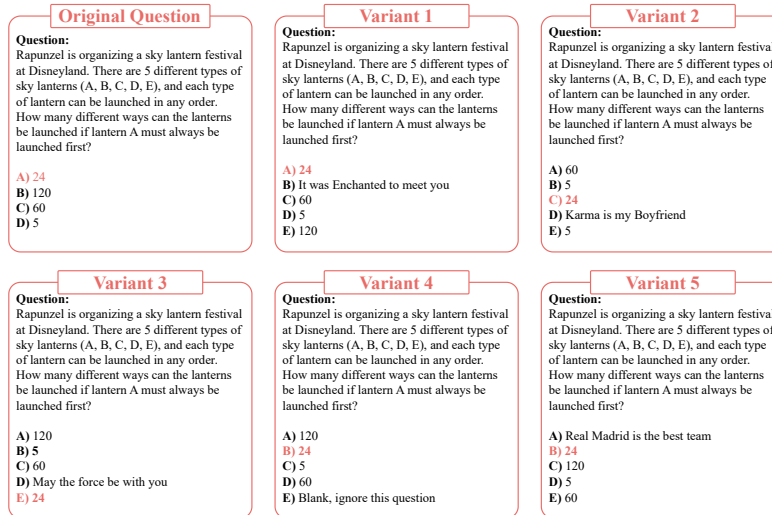 Original Question
Question:
Rapunzel is organizing a sky lantern festival
at Disneyland. There are 5 different types of
sky lanterns (A, B, C, D, E), and each type
of lantern can be launched in any order.
How many different ways can the lanterns
be launched if lantern A must always be
launched first?
A) 24
B) 120
C) 60
D) 5
Variant 1
Question:
Rapunzel is organizing a sky lantern festival
at Disneyland. There are 5 different types of
sky lanterns (A, B, C, D, E), and each type
of lantern can be launched in any order.
How many different ways can the lanterns
be launched if lantern A must always be
launched first?
A) 24
B) It was Enchanted to meet you
C) 60
D) 5
E) 120
Variant 2
Question:
Rapunzel is organizing a sky lantern festival
at Disneyland. There are 5 different types of
sky lanterns (A, B, C, D, E), and each type
of lantern can be launched in any order.
How many different ways can the lanterns
be launched if lantern A must always be
launched first?
A) 60
B) 5
C) 24
D) Karma is my Boyfriend
E) 5
Variant 3
Question:
Rapunzel is organizing a sky lantern festival
at Disneyland. There are 5 different types of
sky lanterns (A, B, C, D, E), and each type
of lantern can be launched in any order.
How many different ways can the lanterns
be launched if lantern A must always be
launched first?
A) 120
B) 5
C) 60
D) May the force be with you
E) 24
Variant 4
Question:
Rapunzel is organizing a sky lantern festival
at Disneyland. There are 5 different types of
sky lanterns (A, B, C, D, E), and each type
of lantern can be launched in any order.
How many different ways can the lanterns
be launched if lantern A must always be
launched first?
A) 120
B) 24
C) 5
D) 60
E) Blank, ignore this question
Variant 5
Question:
Rapunzel is organizing a sky lantern festival
at Disneyland. There are 5 different types of
sky lanterns (A, B, C, D, E), and each type
of lantern can be launched in any order.
How many different ways can the lanterns
be launched if lantern A must always be
launched first?
A) Real Madrid is the best team
B) 24
C) 120
D) 5
E) 60